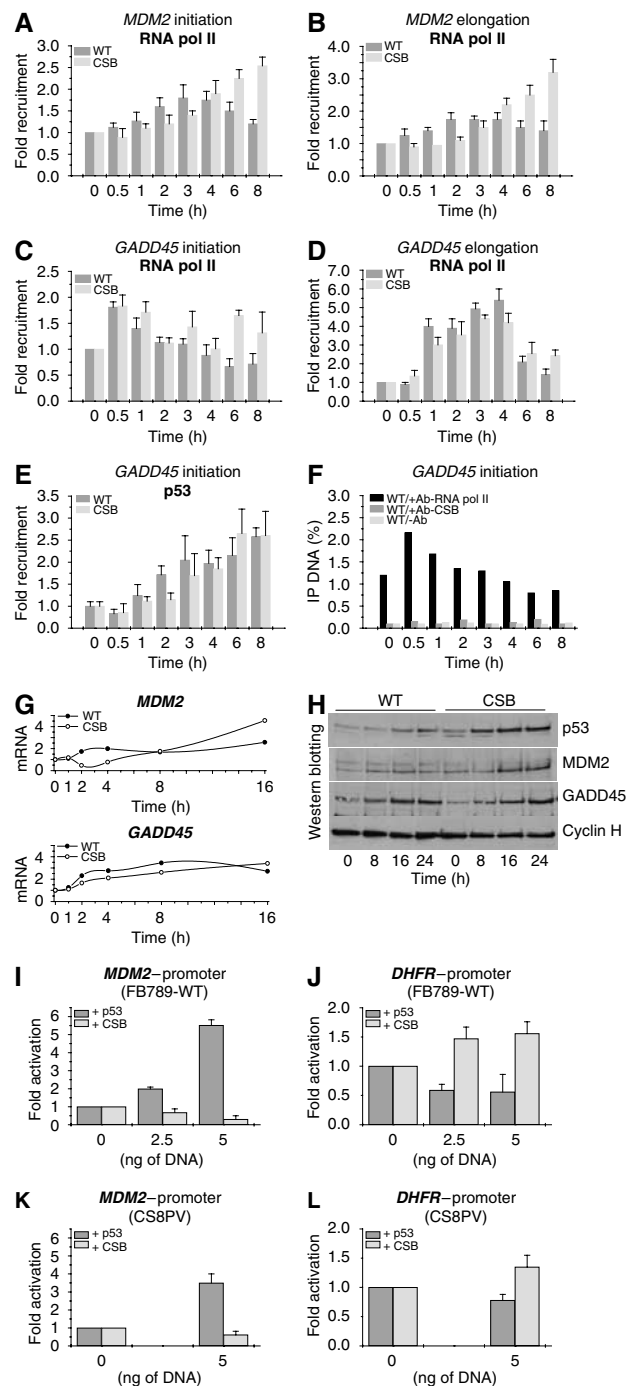 A
MDM2 initiation
RNA pol II
WT
CSB
Fold recruitment
3.0
2.5
2.0
1.5
1.0
0.5
0.0
0 0.5 1 2 3 4 6 8
Time (h)
B
MDM2 elongation
RNA pol II
WT
CSB
Fold recruitment
4.0
3.0
2.0
1.0
0.0
0 0.5 1 2 3 4 6 8
Time (h)
C
GADD45 initiation
RNA pol II
WT
CSB
Fold recruitment
2.5
2.0
1.5
1.0
0.5
0.0
0 0.5 1 2 3 4 6 8
Time (h)
D
GADD45 elongation
RNA pol II
WT
CSB
Fold recruitment
7.0
6.0
5.0
4.0
3.0
2.0
1.0
0.0
0 0.5 1 2 3 4 6 8
Time (h)
E
GADD45 initiation
p53
WT
CSB
Fold recruitment
3.5
3.0
2.5
2.0
1.5
1.0
0.5
0.0
0 0.5 1 2 3 4 6 8
Time (h)
F
GADD45 initiation
WT/+Ab-RNA pol II
WT/+Ab-CSB
WT/-Ab
IP DNA (%)
3.0
2.5
2.0
1.5
1.0
0.5
0.0
0 0.5 1 2 3 4 6 8
Time (h)
G
MDM2
WT
CSB
mRNA
4
2
0
0 1 2 4 8 16
Time (h)
GADD45
WT
CSB
mRNA
4
2
0
0 1 2 4 8 16
Time (h)
H
WT CSB
Western blotting
p53
MDM2
GADD45
Cyclin H
0 8 16 24 0 8 16 24
Time (h)
I
MDM2–promoter
(FB789-WT)
+ p53
+ CSB
Fold activation
6
5
4
3
2
1
0
0 2.5 5
(ng of DNA)
J
DHFR–promoter
(FB789-WT)
+ p53
+ CSB
Fold activation
2.0
1.5
1.0
0.5
0.0
0 2.5 5
(ng of DNA)
K
MDM2–promoter
(CS8PV)
+ p53
+ CSB
Fold activation
6
5
4
3
2
1
0
0 5
(ng of DNA)
L
DHFR–promoter
(CS8PV)
+ p53
+ CSB
Fold activation
2.0
1.5
1.0
0.5
0.0
0 5
(ng of DNA)